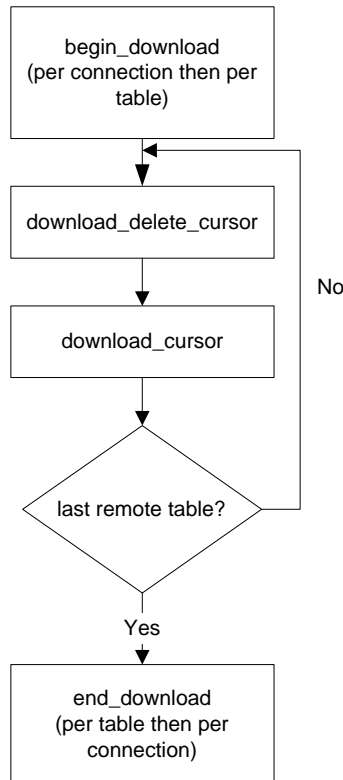 begin_download
(per connection then per
table)
download_delete_cursor
No
download_cursor
last remote table?
Yes
end_download
(per table then per
connection)